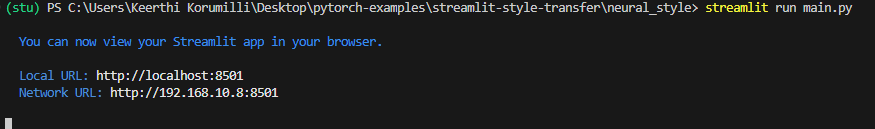 (stu) PS C:\Users\Keerthi Korumilli\Desktop\pytorch-examples\streamlit-style-transfer\neural_style> streamlit run main.py
You can now view your Streamlit app in your browser.
Local URL: http://localhost:8501
Network URL: http://192.168.10.8:8501